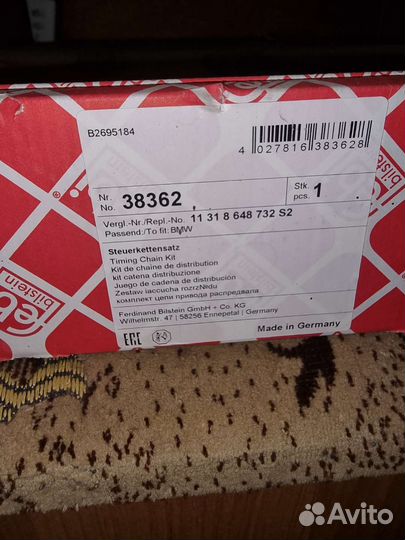 B2695184
4 027816 383628
Nr. No. 38362
Stk. pcs. 1
Vergl.-Nr./Repl.-No. 11 31 8 648 732 S2
Passend/To fit: BMW
Steuerkettensatz
Timing Chain Kit
Kit de chaîne de distribution
kit catena distribuzione
Juego de cadena de distribución
комплект цепи привода распредвала
Ferdinand Bilstein GmbH + Co. KG
Wilhelmstr. 47 | 58256 Ennepetal | Germany
EAC
Made in Germany
febi
bilstein
Avito